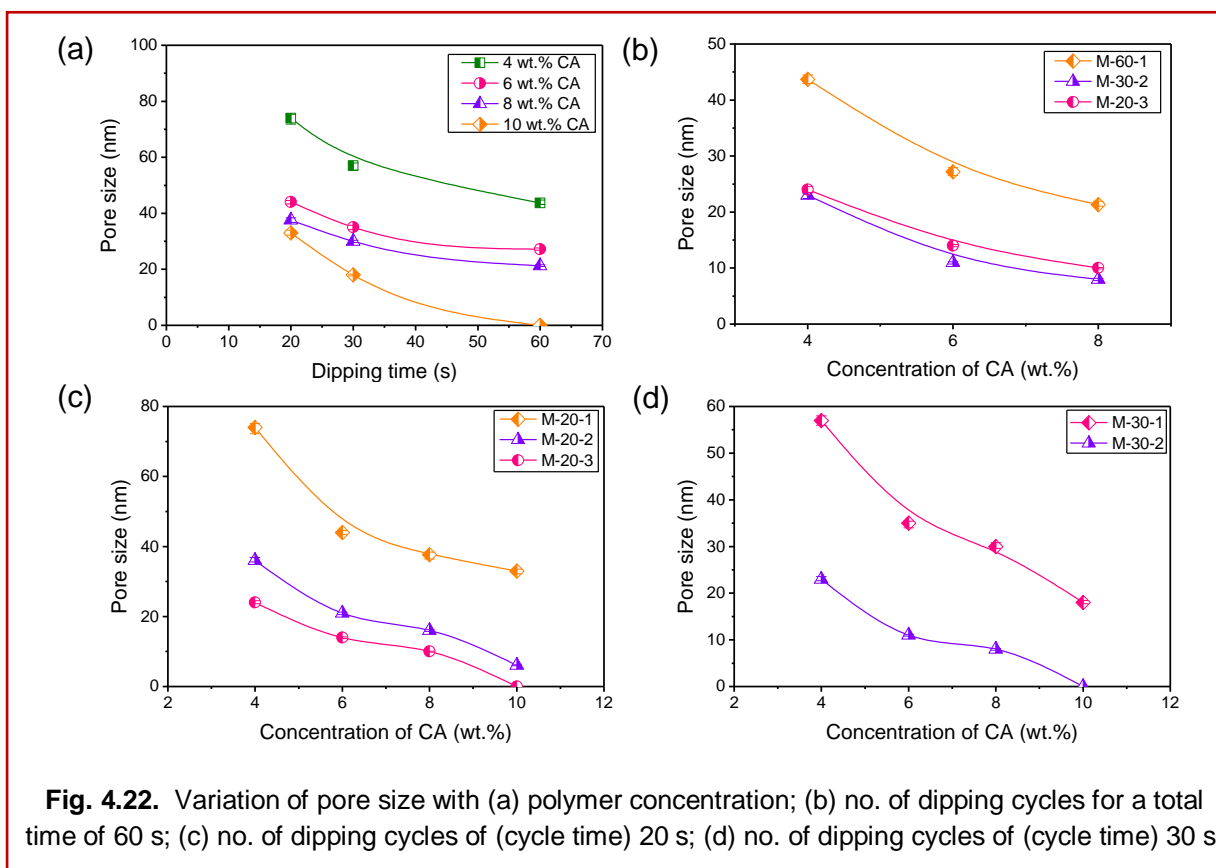 (a)
100
80
60
40
20
0
Pore size (nm)
4 wt.% CA
6 wt.% CA
8 wt.% CA
10 wt.% CA
0 10 20 30 40 50 60 70
Dipping time (s)
(b)
50
40
30
20
10
0
Pore size (nm)
M-60-1
M-30-2
M-20-3
4 6 8
Concentration of CA (wt.%)
(c)
80
60
40
20
0
Pore size (nm)
M-20-1
M-20-2
M-20-3
2 4 6 8 10 12
Concentration of CA (wt.%)
(d)
60
50
40
30
20
10
0
Pore size (nm)
M-30-1
M-30-2
2 4 6 8 10 12
Concentration of CA (wt.%)
Fig. 4.22. Variation of pore size with (a) polymer concentration; (b) no. of dipping cycles for a total
time of 60 s; (c) no. of dipping cycles of (cycle time) 20 s; (d) no. of dipping cycles of (cycle time) 30 s